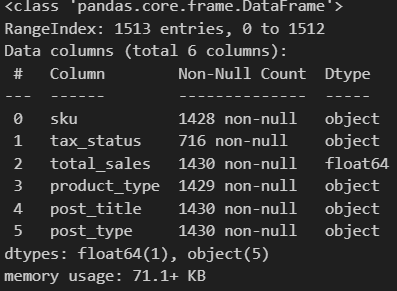 <class 'pandas.core.frame.DataFrame'>
RangeIndex: 1513 entries, 0 to 1512
Data columns (total 6 columns):
 #   Column        Non-Null Count  Dtype
---  ------        --------------  -----
 0   sku           1428 non-null   object
 1   tax_status    716 non-null    object
 2   total_sales   1430 non-null   float64
 3   product_type  1429 non-null   object
 4   post_title    1430 non-null   object
 5   post_type     1430 non-null   object
dtypes: float64(1), object(5)
memory usage: 71.1+ KB